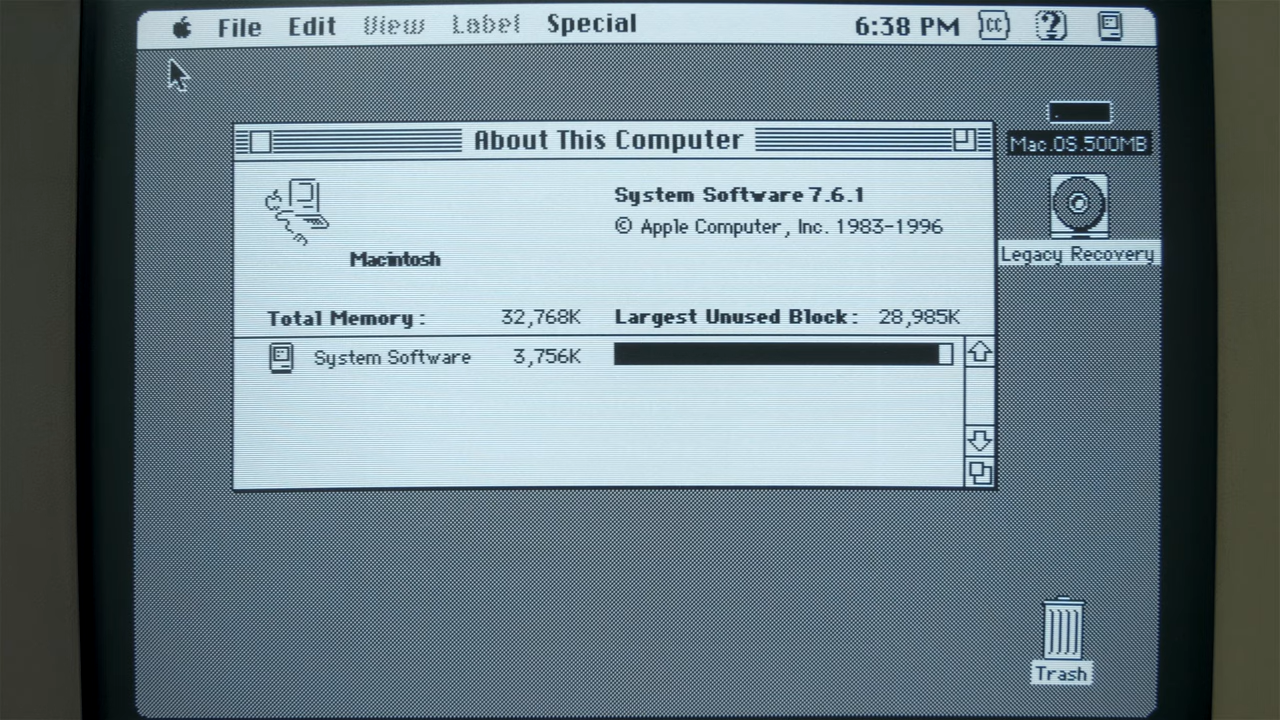 File Edit View Label Special 6:38 PM CC ?
About This Computer
Mac.OS.500MB
System Software 7.6.1
© Apple Computer, Inc. 1983-1996
Macintosh
Legacy Recovery
Total Memory: 32,768K Largest Unused Block: 28,985K
System Software 3,756K
Trash